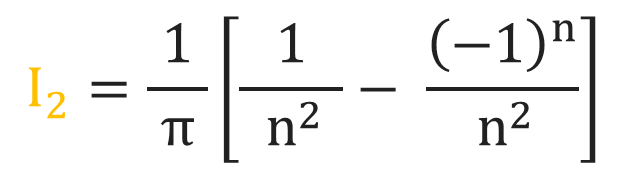 I₂ = 1/π [ 1/n² − (−1)ⁿ/n² ]